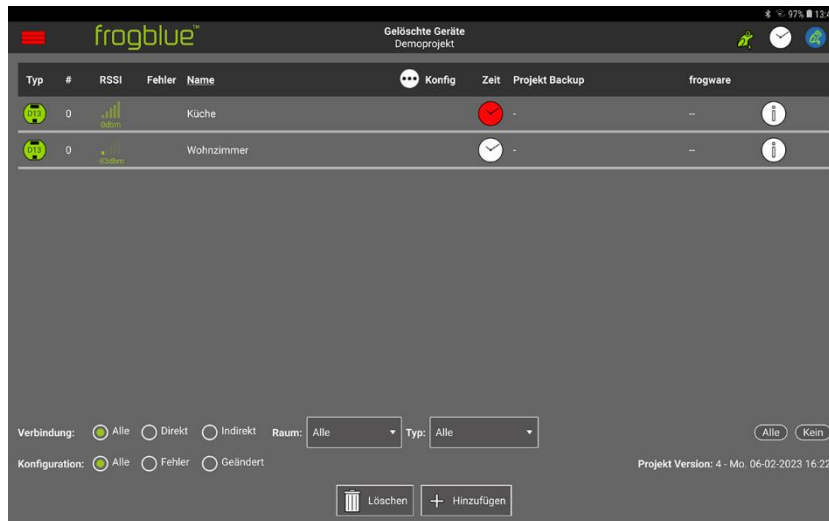 97% 13:4
frogblue™
Gelöschte Geräte
Demoprojekt
Typ # RSSI Fehler Name Konfig Zeit Projekt Backup frogware
D13 0 0dbm Küche - --
D13 0 83dbm Wohnzimmer - --
Verbindung: Alle Direkt Indirekt Raum: Alle Typ: Alle Alle Kein
Konfiguration: Alle Fehler Geändert Projekt Version: 4 - Mo. 06-02-2023 16:22
Löschen + Hinzufügen